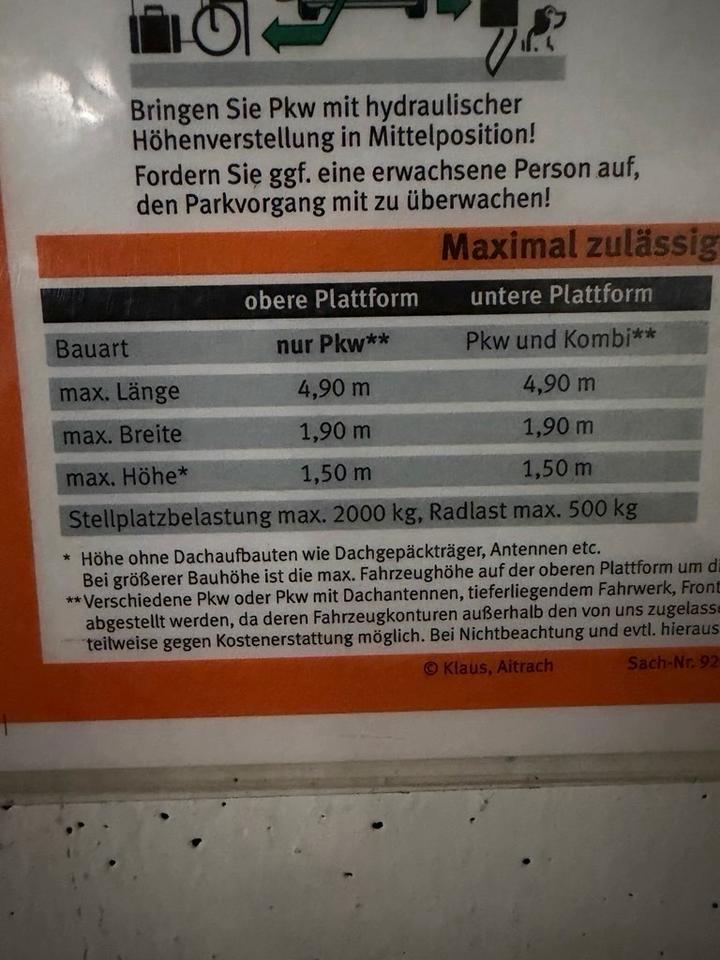 Bringen Sie Pkw mit hydraulischer
Höhenverstellung in Mittelposition!
Fordern Sie ggf. eine erwachsene Person auf,
den Parkvorgang mit zu überwachen!
Maximal zulässig
obere Plattform untere Plattform
Bauart nur Pkw** Pkw und Kombi**
max. Länge 4,90 m 4,90 m
max. Breite 1,90 m 1,90 m
max. Höhe* 1,50 m 1,50 m
Stellplatzbelastung max. 2000 kg, Radlast max. 500 kg
* Höhe ohne Dachaufbauten wie Dachgepäckträger, Antennen etc.
Bei größerer Bauhöhe ist die max. Fahrzeughöhe auf der oberen Plattform um di
** Verschiedene Pkw oder Pkw mit Dachantennen, tieferliegendem Fahrwerk, Front
abgestellt werden, da deren Fahrzeugkonturen außerhalb den von uns zugelasse
teilweise gegen Kostenerstattung möglich. Bei Nichtbeachtung und evtl. hieraus
© Klaus, Aitrach Sach-Nr. 92